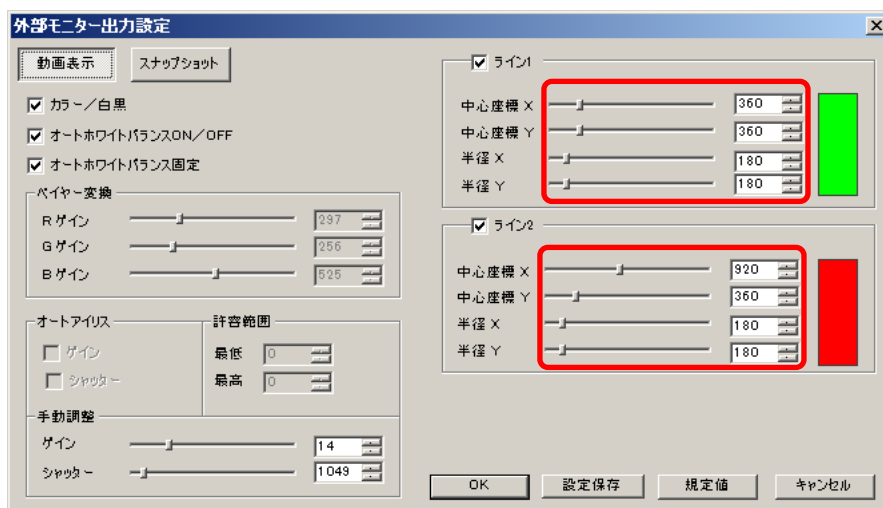 外部モニター出力設定
動画表示
スナップショット
カラー/白黒
オートホワイトバランスON/OFF
オートホワイトバランス固定
ベイヤー変換
Rゲイン 297
Gゲイン 256
Bゲイン 525
オートアイリス
ゲイン
シャッター
許容範囲
最低 0
最高 0
手動調整
ゲイン 14
シャッター 1049
ライン1
中心座標 X 360
中心座標 Y 360
半径 X 180
半径 Y 180
ライン2
中心座標 X 920
中心座標 Y 360
半径 X 180
半径 Y 180
OK
設定保存
規定値
キャンセル